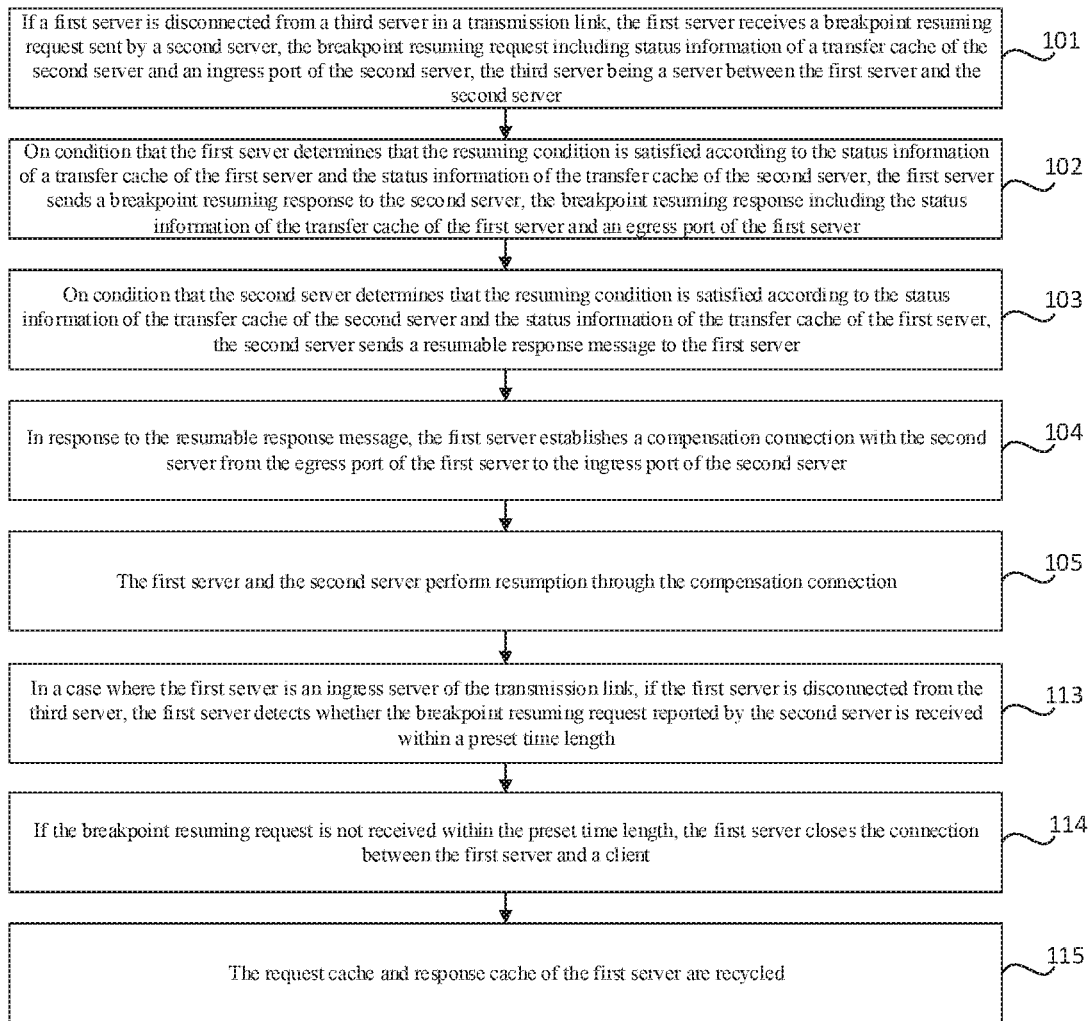 If a first server is disconnected from a third server in a transmission link, the first server receives a breakpoint resuming
request sent by a second server, the breakpoint resuming request including status information of a transfer cache of the
second server and an ingress port of the second server, the third server being a server between the first server and the
second server
101
On condition that the first server determines that the resuming condition is satisfied according to the status information
of a transfer cache of the first server and the status information of the transfer cache of the second server, the first server
sends a breakpoint resuming response to the second server, the breakpoint resuming response including the status
information of the transfer cache of the first server and an egress port of the first server
102
On condition that the second server determines that the resuming condition is satisfied according to the status
information of the transfer cache of the second server and the status information of the transfer cache of the first server,
the second server sends a resumable response message to the first server
103
In response to the resumable response message, the first server establishes a compensation connection with the second
server from the egress port of the first server to the ingress port of the second server
104
The first server and the second server perform resumption through the compensation connection
105
In a case where the first server is an ingress server of the transmission link, if the first server is disconnected from the
third server, the first server detects whether the breakpoint resuming request reported by the second server is received
within a preset time length
113
If the breakpoint resuming request is not received within the preset time length, the first server closes the connection
between the first server and a client
114
The request cache and response cache of the first server are recycled
115